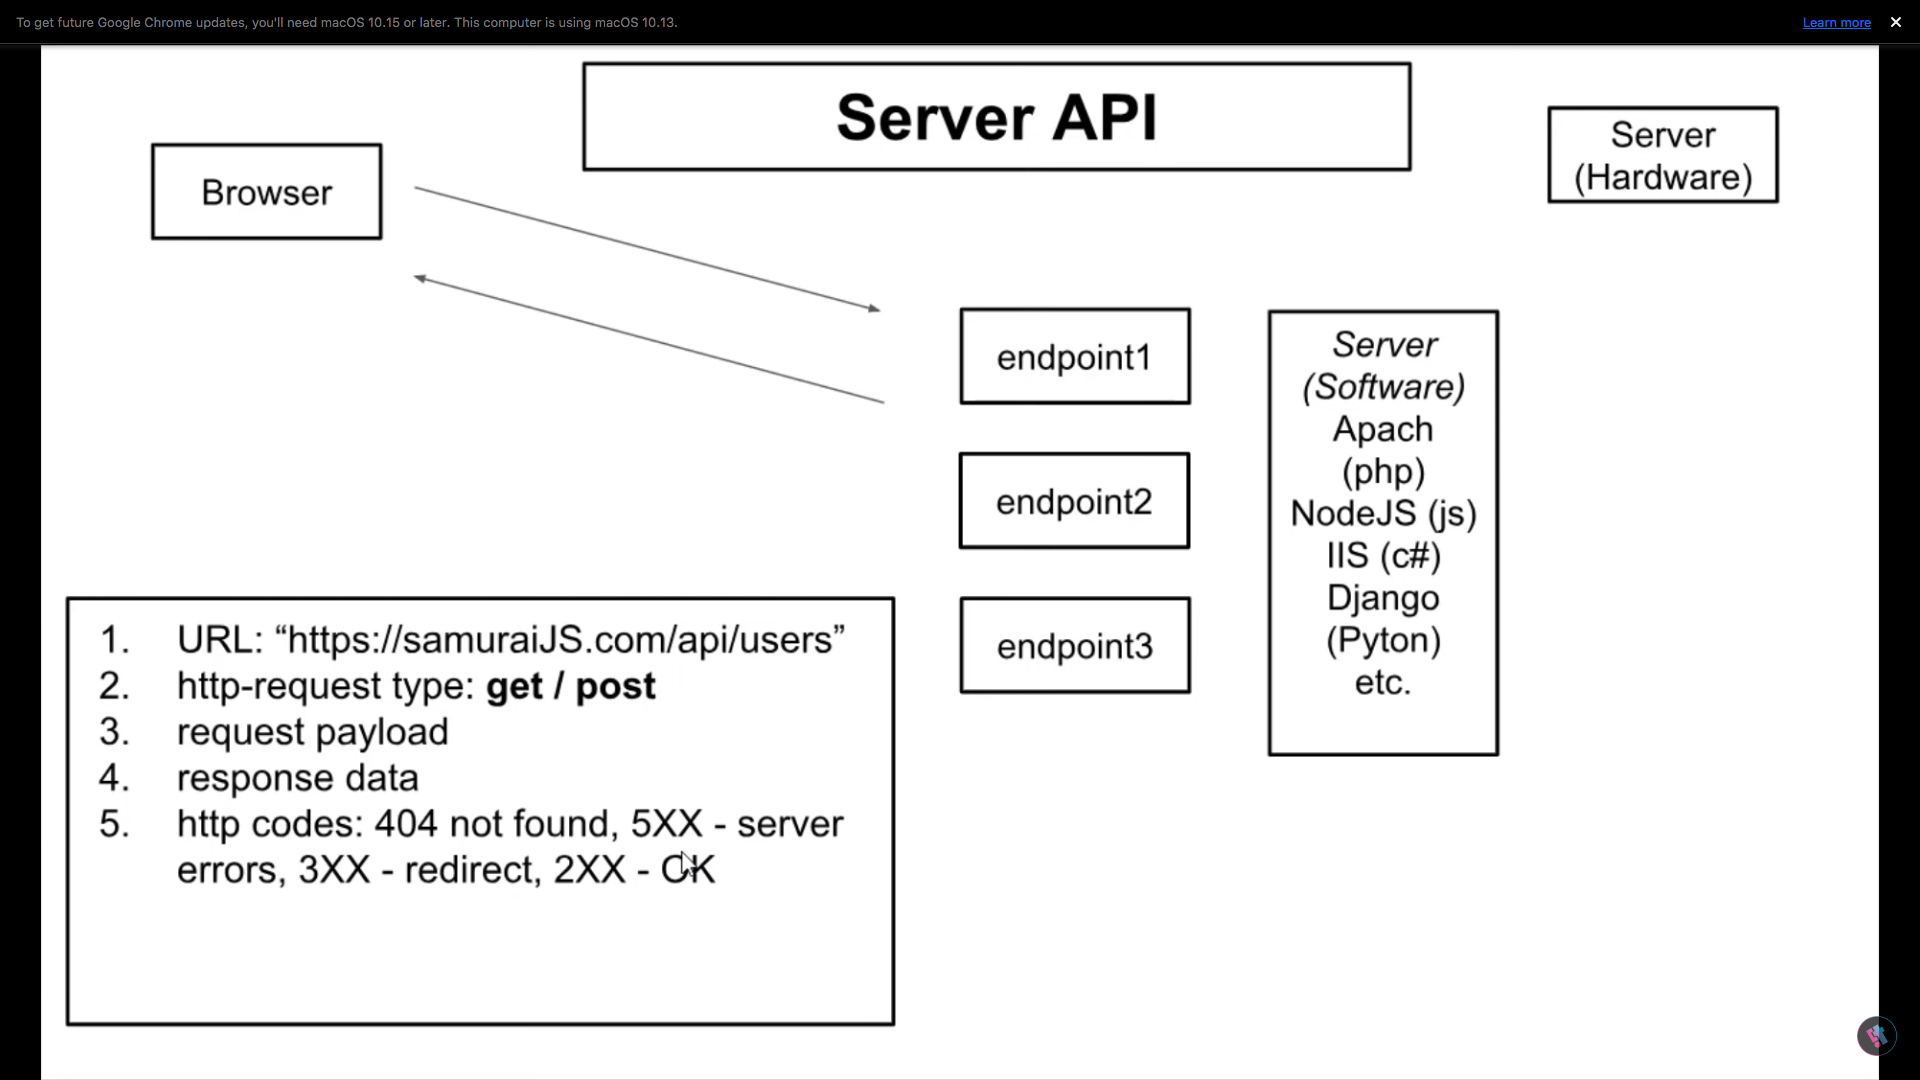 To get future Google Chrome updates, you'll need macOS 10.15 or later. This computer is using macOS 10.13.
Learn more
Server API
Browser
Server
(Hardware)
endpoint1
endpoint2
endpoint3
Server
(Software)
Apach
(php)
NodeJS (js)
IIS (c#)
Django
(Pyton)
etc.
1. URL: “https://samuraiJS.com/api/users”
2. http-request type: get / post
3. request payload
4. response data
5. http codes: 404 not found, 5XX - server
errors, 3XX - redirect, 2XX - OK